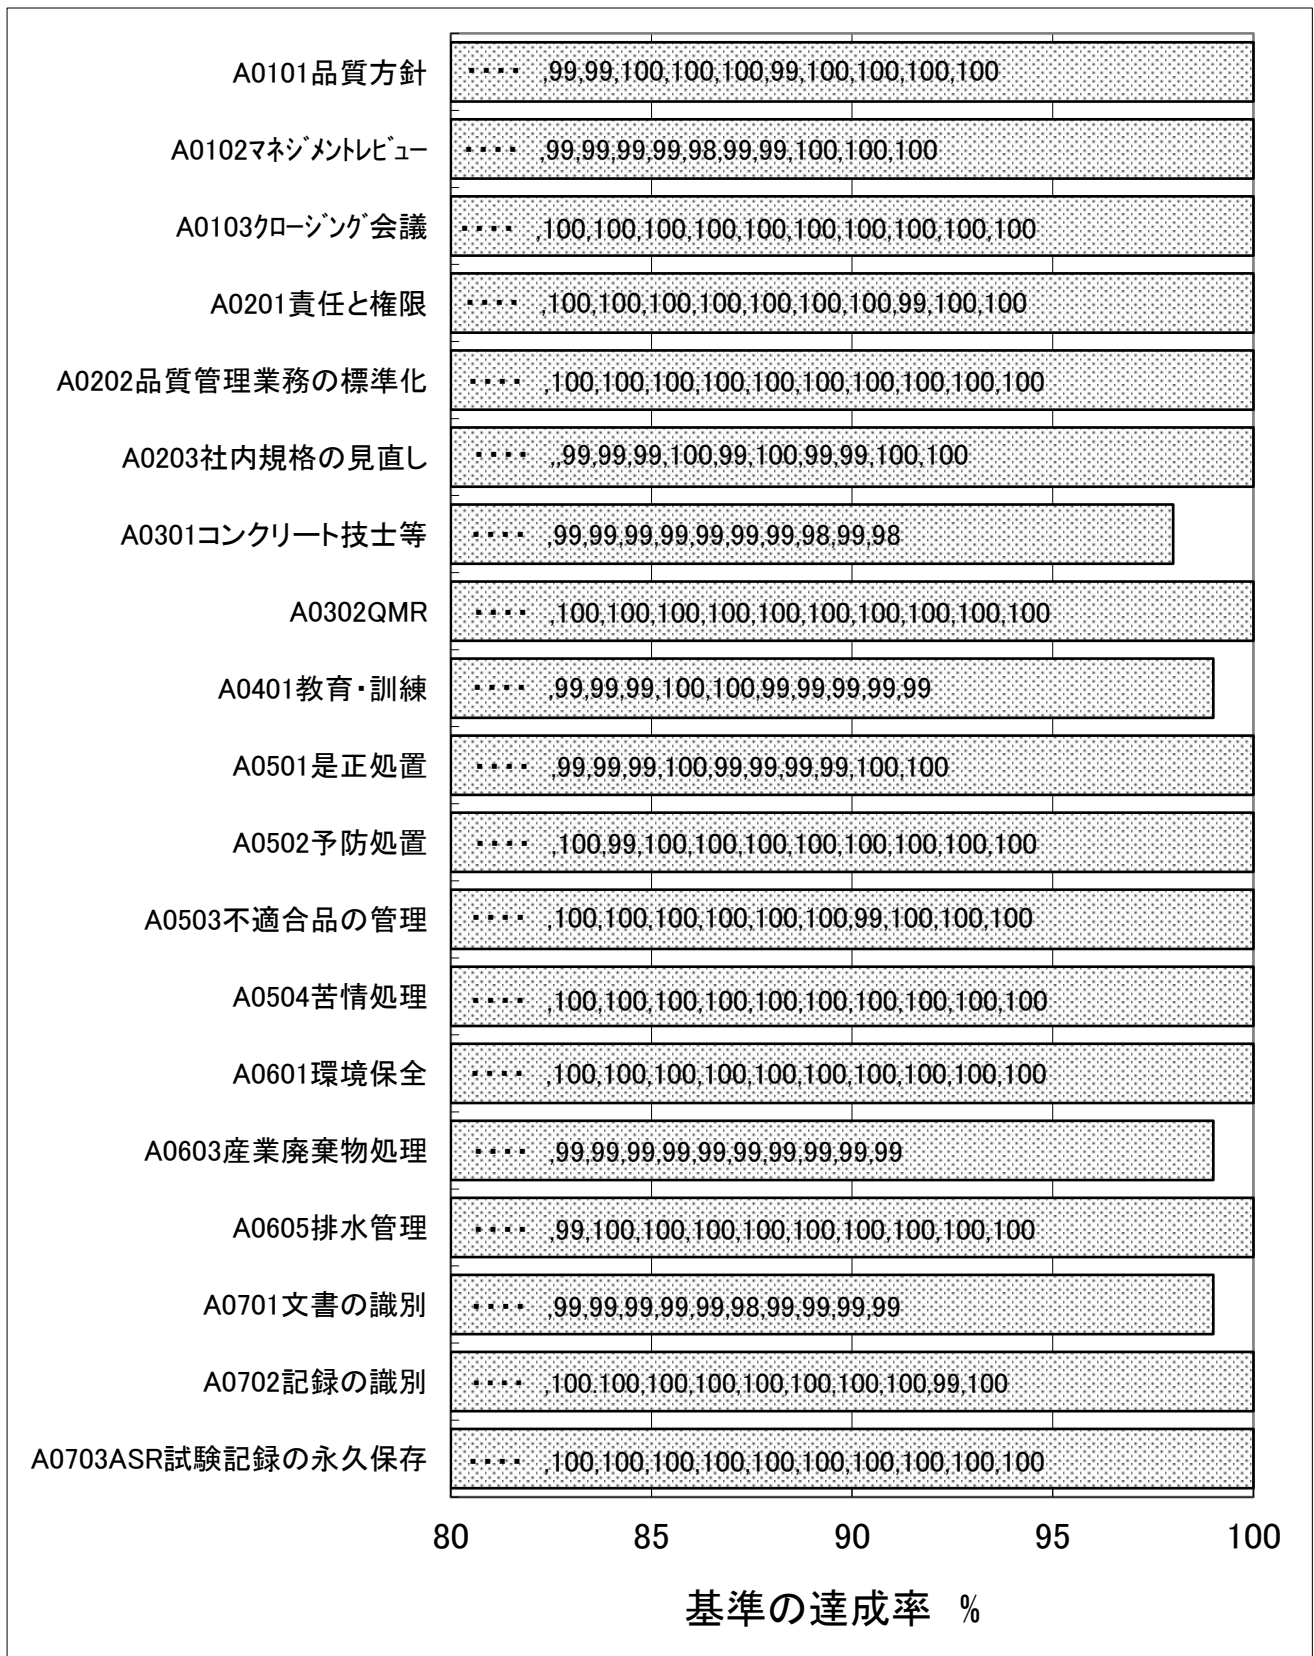 A0101品質方針 ････ ,99,99,100,100,100,99,100,100,100,100
A0102ﾏﾈｼﾞﾒﾝﾄﾚﾋﾞｭｰ ････ ,99,99,99,99,98,99,99,100,100,100
A0103ｸﾛｰｼﾞﾝｸﾞ会議 ････ ,100,100,100,100,100,100,100,100,100,100
A0201責任と権限 ････ ,100,100,100,100,100,100,100,99,100,100
A0202品質管理業務の標準化 ････ ,100,100,100,100,100,100,100,100,100,100
A0203社内規格の見直し ････ ,,99,99,99,100,99,100,99,99,100,100
A0301コンクリート技士等 ････ ,99,99,99,99,99,99,99,98,99,98
A0302QMR ････ ,100,100,100,100,100,100,100,100,100,100
A0401教育・訓練 ････ ,99,99,99,100,100,99,99,99,99,99
A0501是正処置 ････ ,99,99,99,100,99,99,99,99,100,100
A0502予防処置 ････ ,100,99,100,100,100,100,100,100,100,100
A0503不適合品の管理 ････ ,100,100,100,100,100,100,99,100,100,100
A0504苦情処理 ････ ,100,100,100,100,100,100,100,100,100,100
A0601環境保全 ････ ,100,100,100,100,100,100,100,100,100,100
A0603産業廃棄物処理 ････ ,99,99,99,99,99,99,99,99,99,99
A0605排水管理 ････ ,99,100,100,100,100,100,100,100,100,100
A0701文書の識別 ････ ,99,99,99,99,99,98,99,99,99,99
A0702記録の識別 ････ ,100.100,100,100,100,100,100,100,99,100
A0703ASR試験記録の永久保存 ････ ,100,100,100,100,100,100,100,100,100,100
80 85 90 95 100
基準の達成率 %